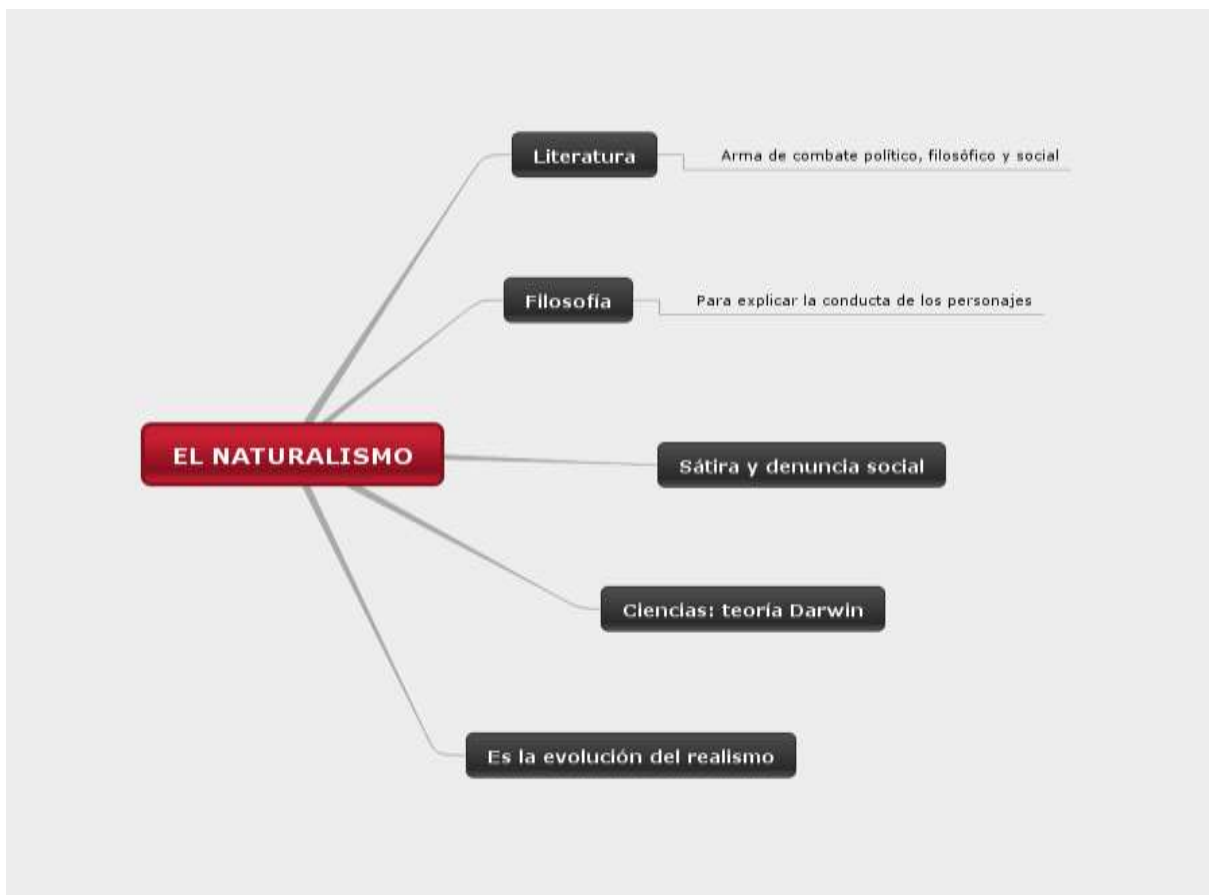 Literatura
Arma de combate político, filosófico y social
Filosofía
Para explicar la conducta de los personajes
EL NATURALISMO
Sátira y denuncia social
Ciencias: teoría Darwin
Es la evolución del realismo